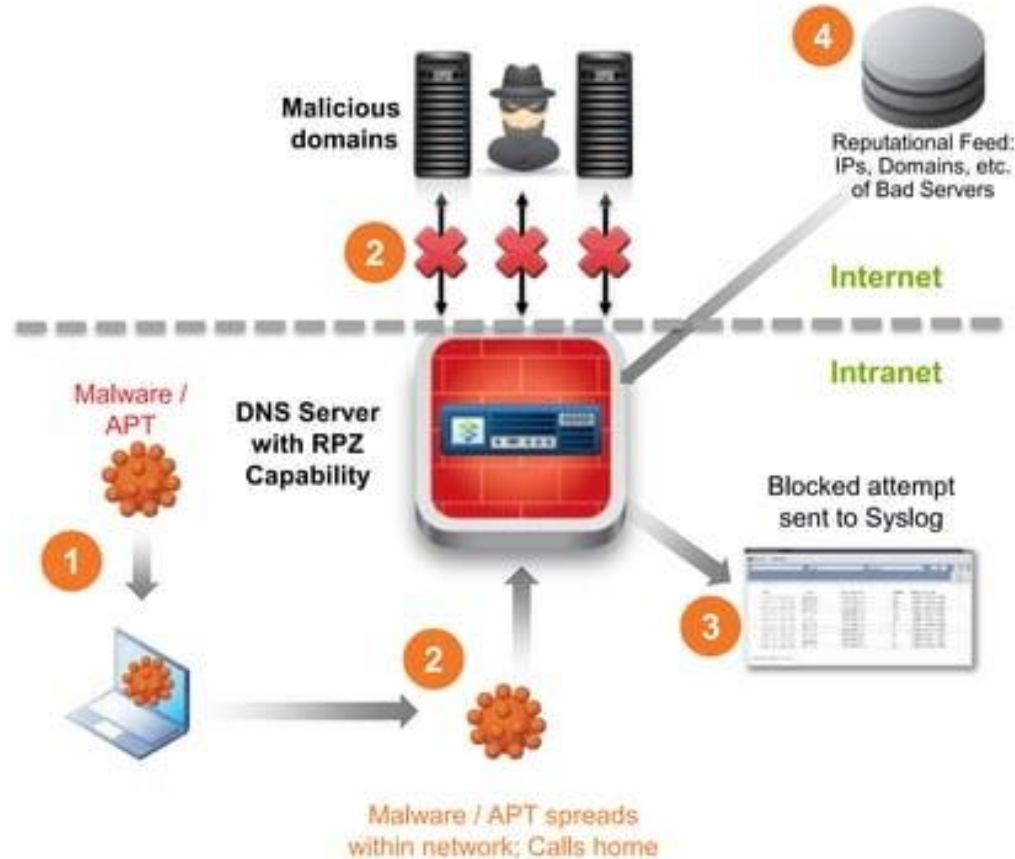 4
Malicious
domains
Reputational Feed:
IPs, Domains, etc.
of Bad Servers
2
Internet
Intranet
Malware /
APT
DNS Server
with RPZ
Capability
Blocked attempt
sent to Syslog
1
3
2
Malware / APT spreads
within network; Calls home